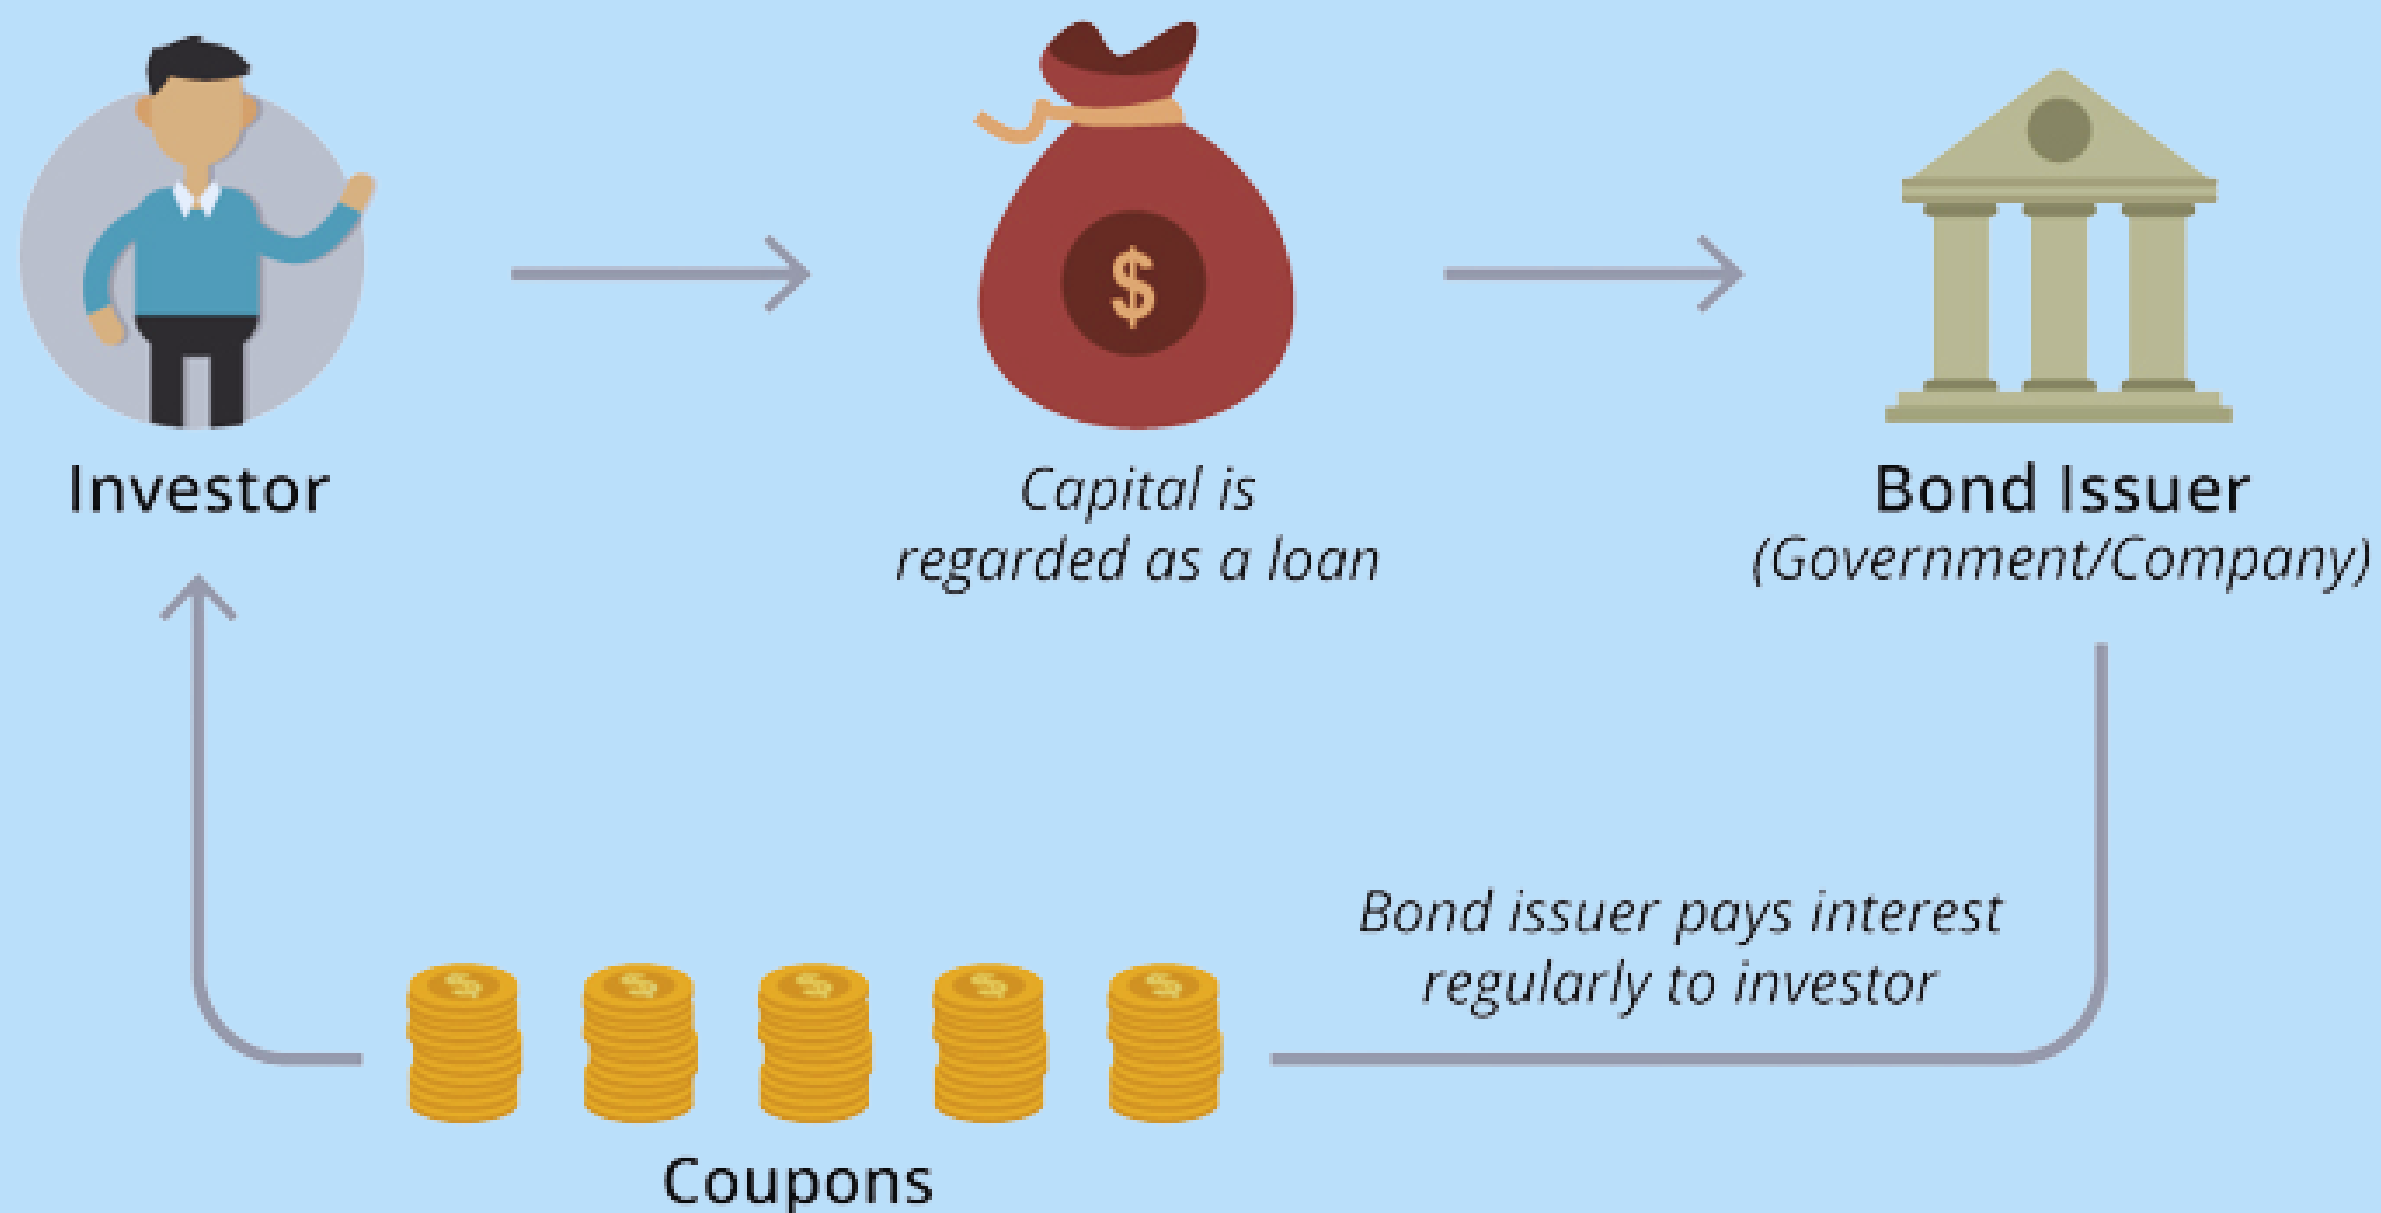 Investor
Capital is
regarded as a loan
Bond Issuer
(Government/Company)
Bond issuer pays interest
regularly to investor
Coupons